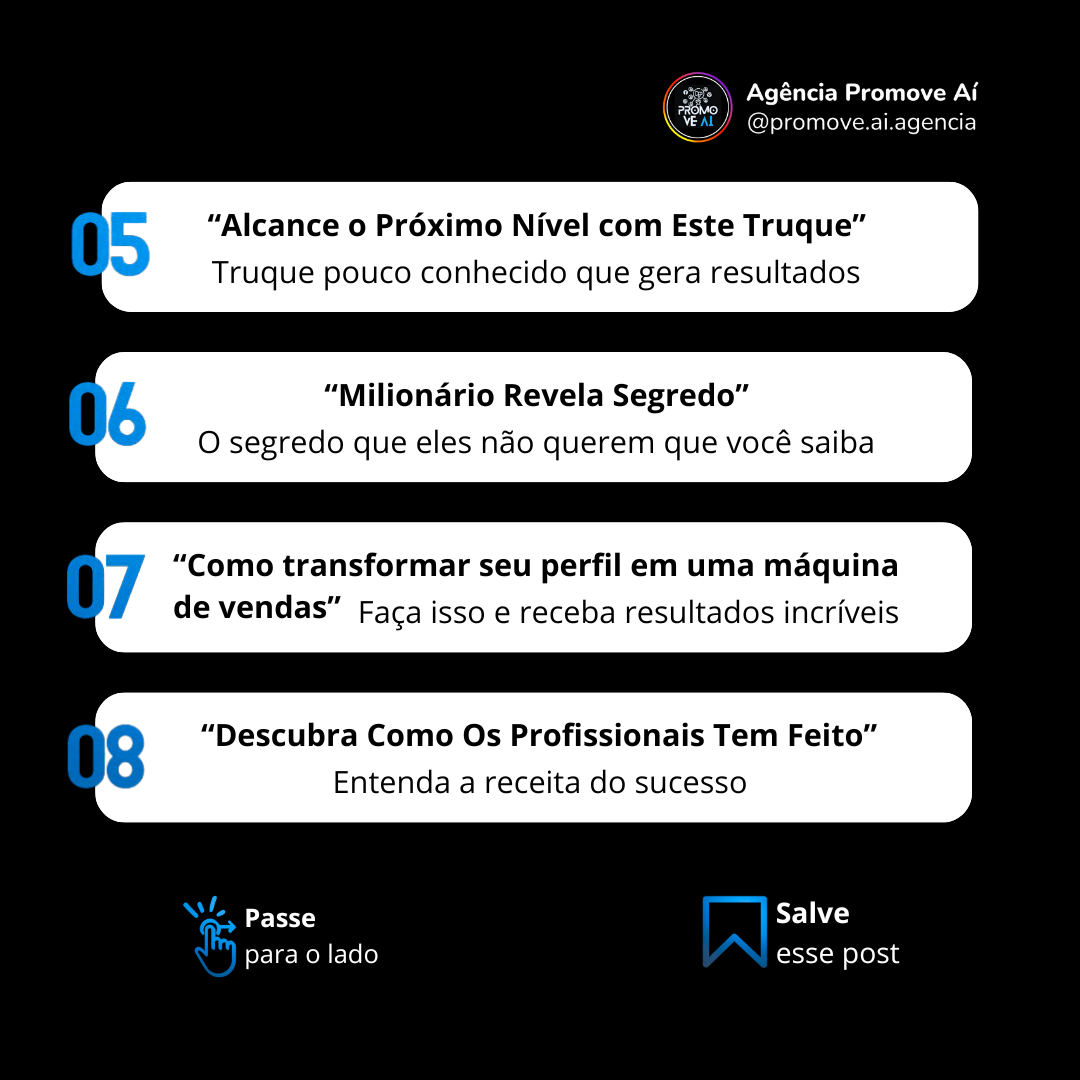 PROMO
VE AÍ
Agência Promove Aí
@promove.ai.agencia
05
“Alcance o Próximo Nível com Este Truque”
Truque pouco conhecido que gera resultados
06
“Milionário Revela Segredo”
O segredo que eles não querem que você saiba
07
“Como transformar seu perfil em uma máquina
de vendas” Faça isso e receba resultados incríveis
08
“Descubra Como Os Profissionais Tem Feito”
Entenda a receita do sucesso
Passe
para o lado
Salve
esse post